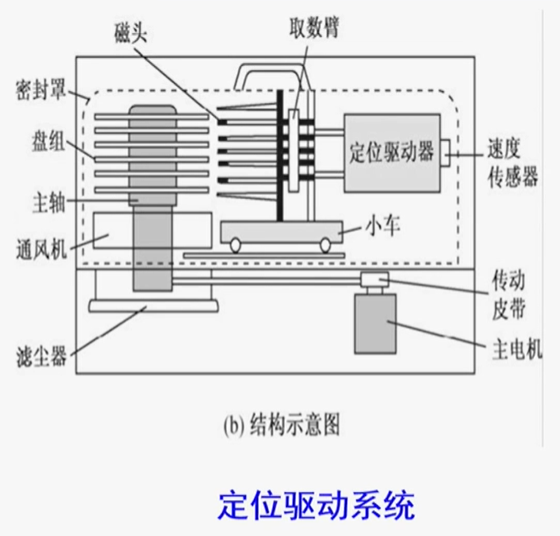 磁头
取数臂
密封罩
盘组
定位驱动器
速度
传感器
主轴
小车
通风机
传动
皮带
滤尘器
主电机
(b) 结构示意图
定位驱动系统